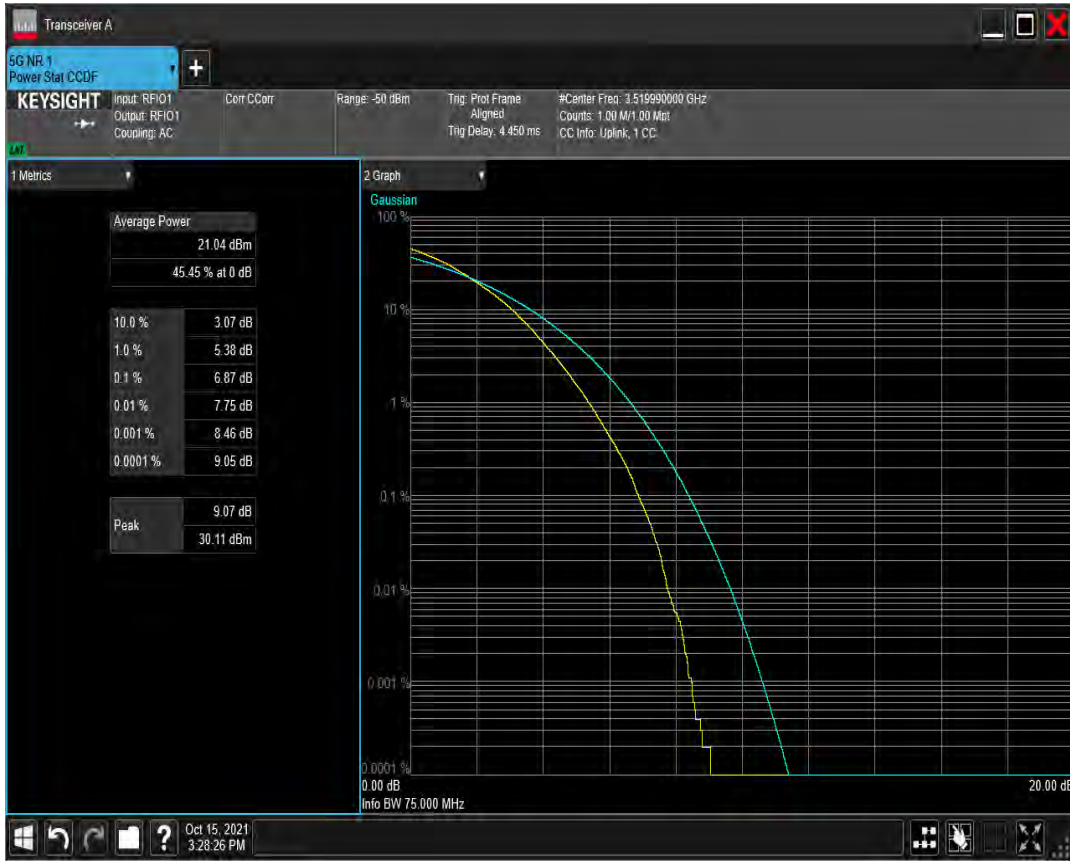 Transceiver A
5G NR 1
Power Stat CCDF
+
KEYSIGHT
Input: RFIO1
Output: RFIO1
Coupling: AC
Corr CCorr
Range: -50 dBm
Trig: Prot Frame
Aligned
Trig Delay: 4.450 ms
#Center Freq: 3.519990000 GHz
Counts: 1.00 M/1.00 Mpt
CC Info: Uplink, 1 CC
1 Metrics
Average Power
21.04 dBm
45.45 % at 0 dB
10.0 % 3.07 dB
1.0 % 5.38 dB
0.1 % 6.87 dB
0.01 % 7.75 dB
0.001 % 8.46 dB
0.0001 % 9.05 dB
Peak 9.07 dB
30.11 dBm
2 Graph
Gaussian
100 %
10 %
1 %
0.1 %
0.01 %
0.001 %
0.0001 %
0.00 dB 20.00 dB
Info BW 75.000 MHz
?
Oct 15, 2021
3:28:26 PM